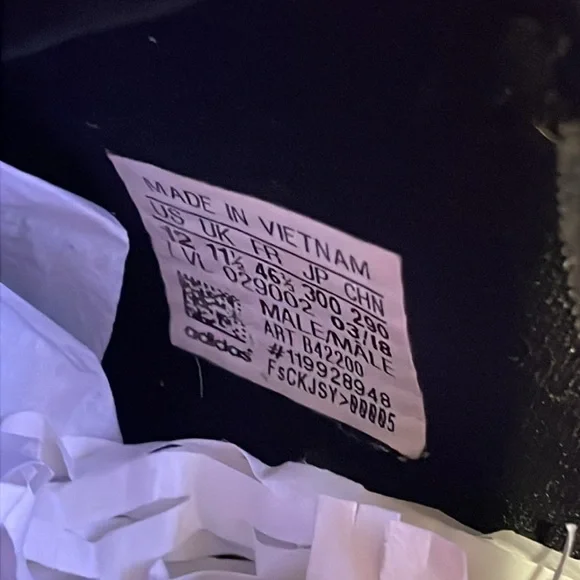 MADE IN VIETNAM
US UK FR JP CHN
12 11½ 46⅔ 300 290
LVL 029002 03/18
MALE/MÂLE
ART B42200
#119928948
adidas FsCKJSY>00005